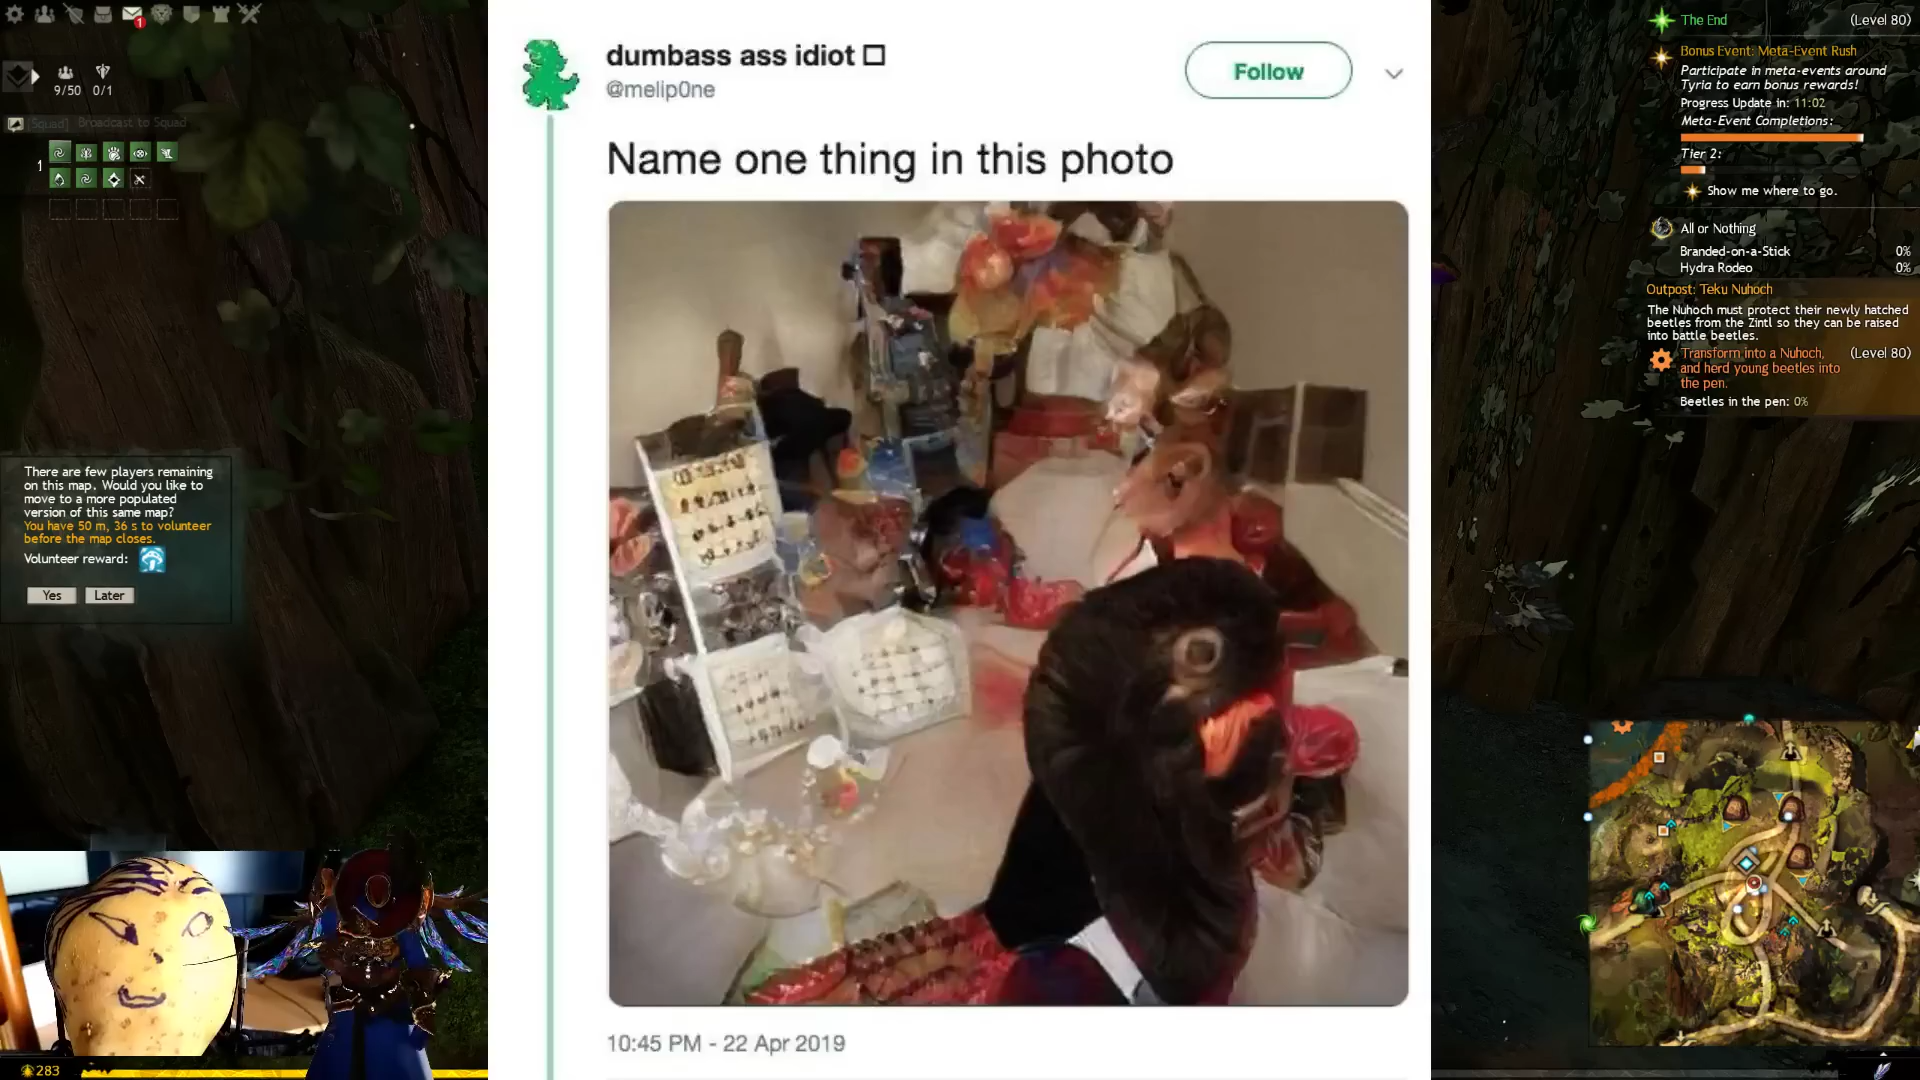 1
9/50 0/1
[Squad] Broadcast to Squad
1
There are few players remaining
on this map. Would you like to
move to a more populated
version of this same map?
You have 50 m, 36 s to volunteer
before the map closes.
Volunteer reward:
Yes Later
283
dumbass ass idiot
@melip0ne
Follow
Name one thing in this photo
10:45 PM - 22 Apr 2019
The End (Level 80)
Bonus Event: Meta-Event Rush
Participate in meta-events around
Tyria to earn bonus rewards!
Progress Update in: 11:02
Meta-Event Completions:
Tier 2:
Show me where to go.
All or Nothing
Branded-on-a-Stick 0%
Hydra Rodeo 0%
Outpost: Teku Nuhoch
The Nuhoch must protect their newly hatched
beetles from the Zintl so they can be raised
into battle beetles.
Transform into a Nuhoch, (Level 80)
and herd young beetles into
the pen.
Beetles in the pen: 0%